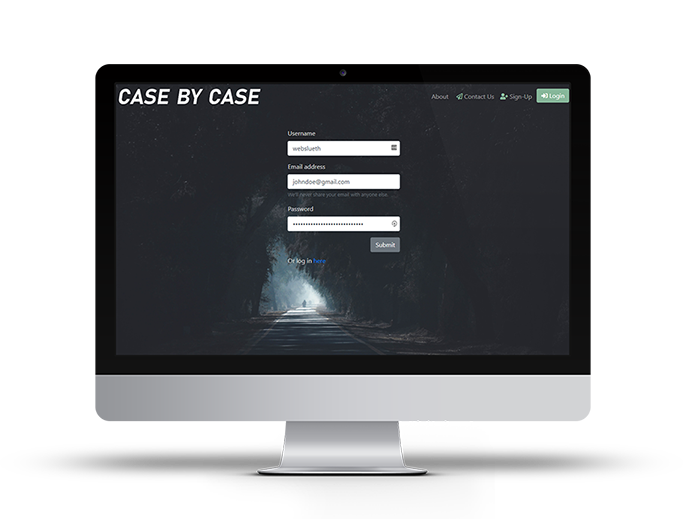 CASE BY CASE
About Contact Us Sign-Up Login
Username
webslueth
Email address
johndoe@gmail.com
We'll never share your email with anyone else.
Password
•••••••••••••••••••••••••••
Submit
Or log in here